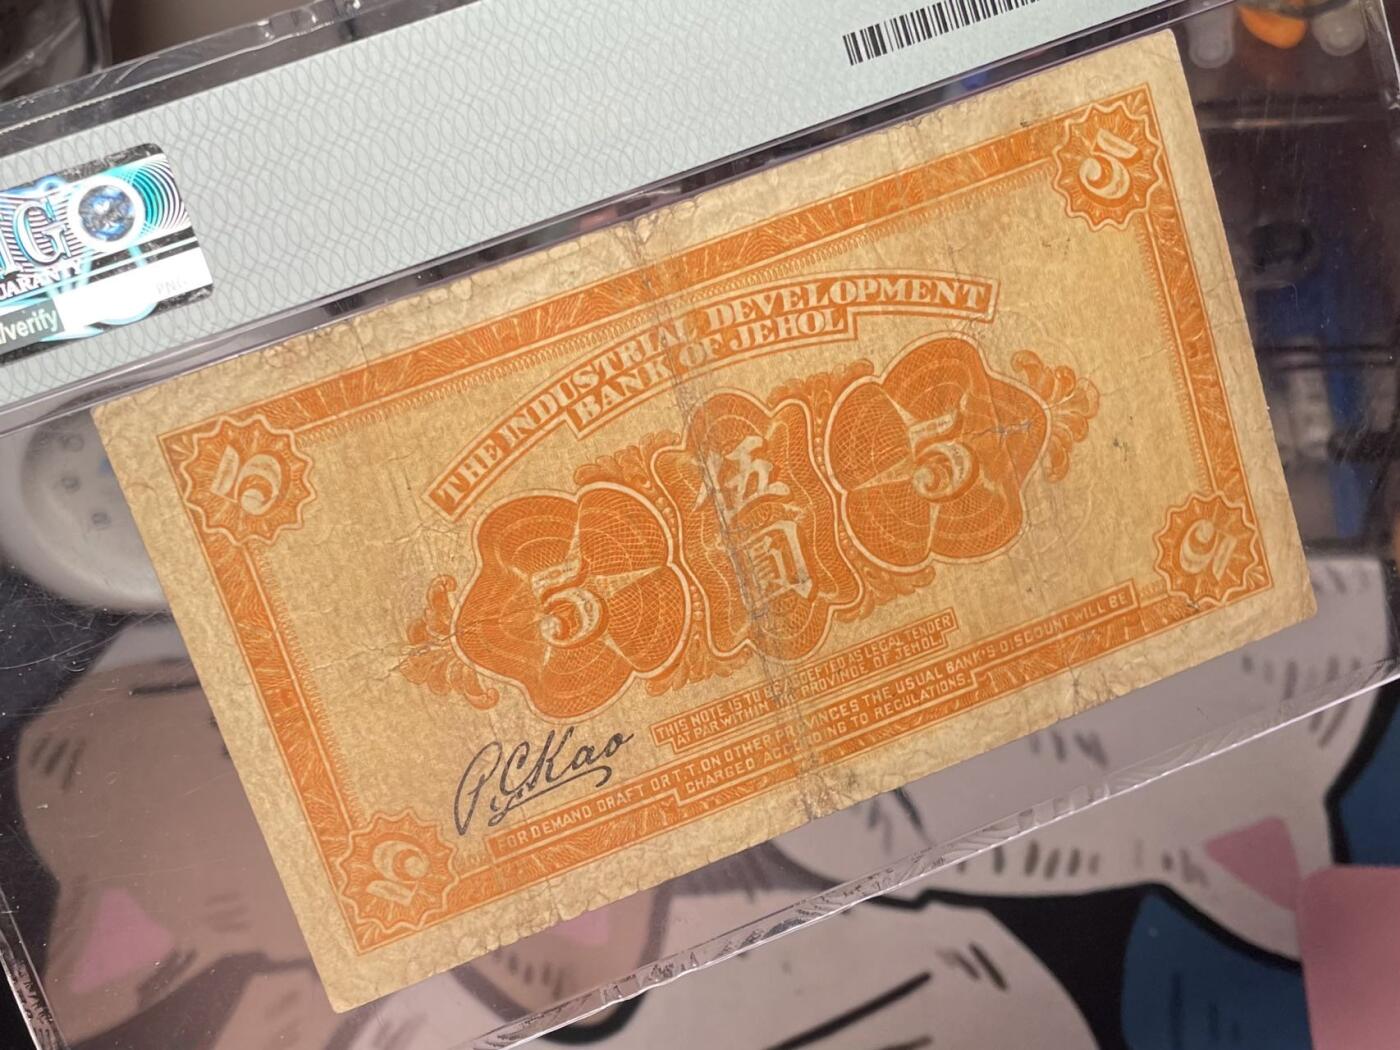 THE INDUSTRIAL DEVELOPMENT
BANK OF JEHOL
5
5
5
5
伍圓
5
5
THIS NOTE IS TO BE ACCEPTED AS LEGAL TENDER
AT PAR WITHIN THE PROVINCE OF JEHOL.
FOR DEMAND DRAFT OR T.T. ON OTHER PROVINCES THE USUAL BANK'S DISCOUNT WILL BE
CHARGED ACCORDING TO REGULATIONS.
P.C. Kao
/verify